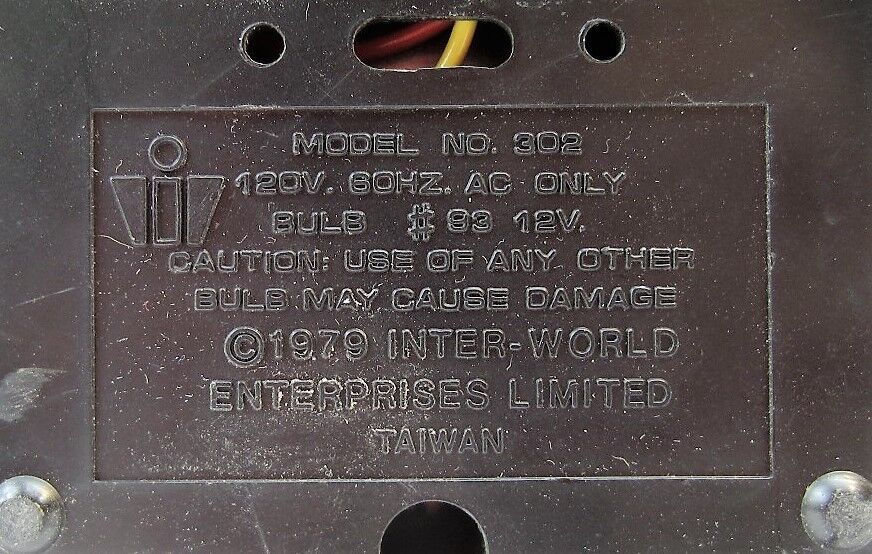 MODEL NO. 302
120V. 60HZ. AC ONLY
BULB # 93 12V.
CAUTION: USE OF ANY OTHER
BULB MAY CAUSE DAMAGE
©1979 INTER-WORLD
ENTERPRISES LIMITED
TAIWAN